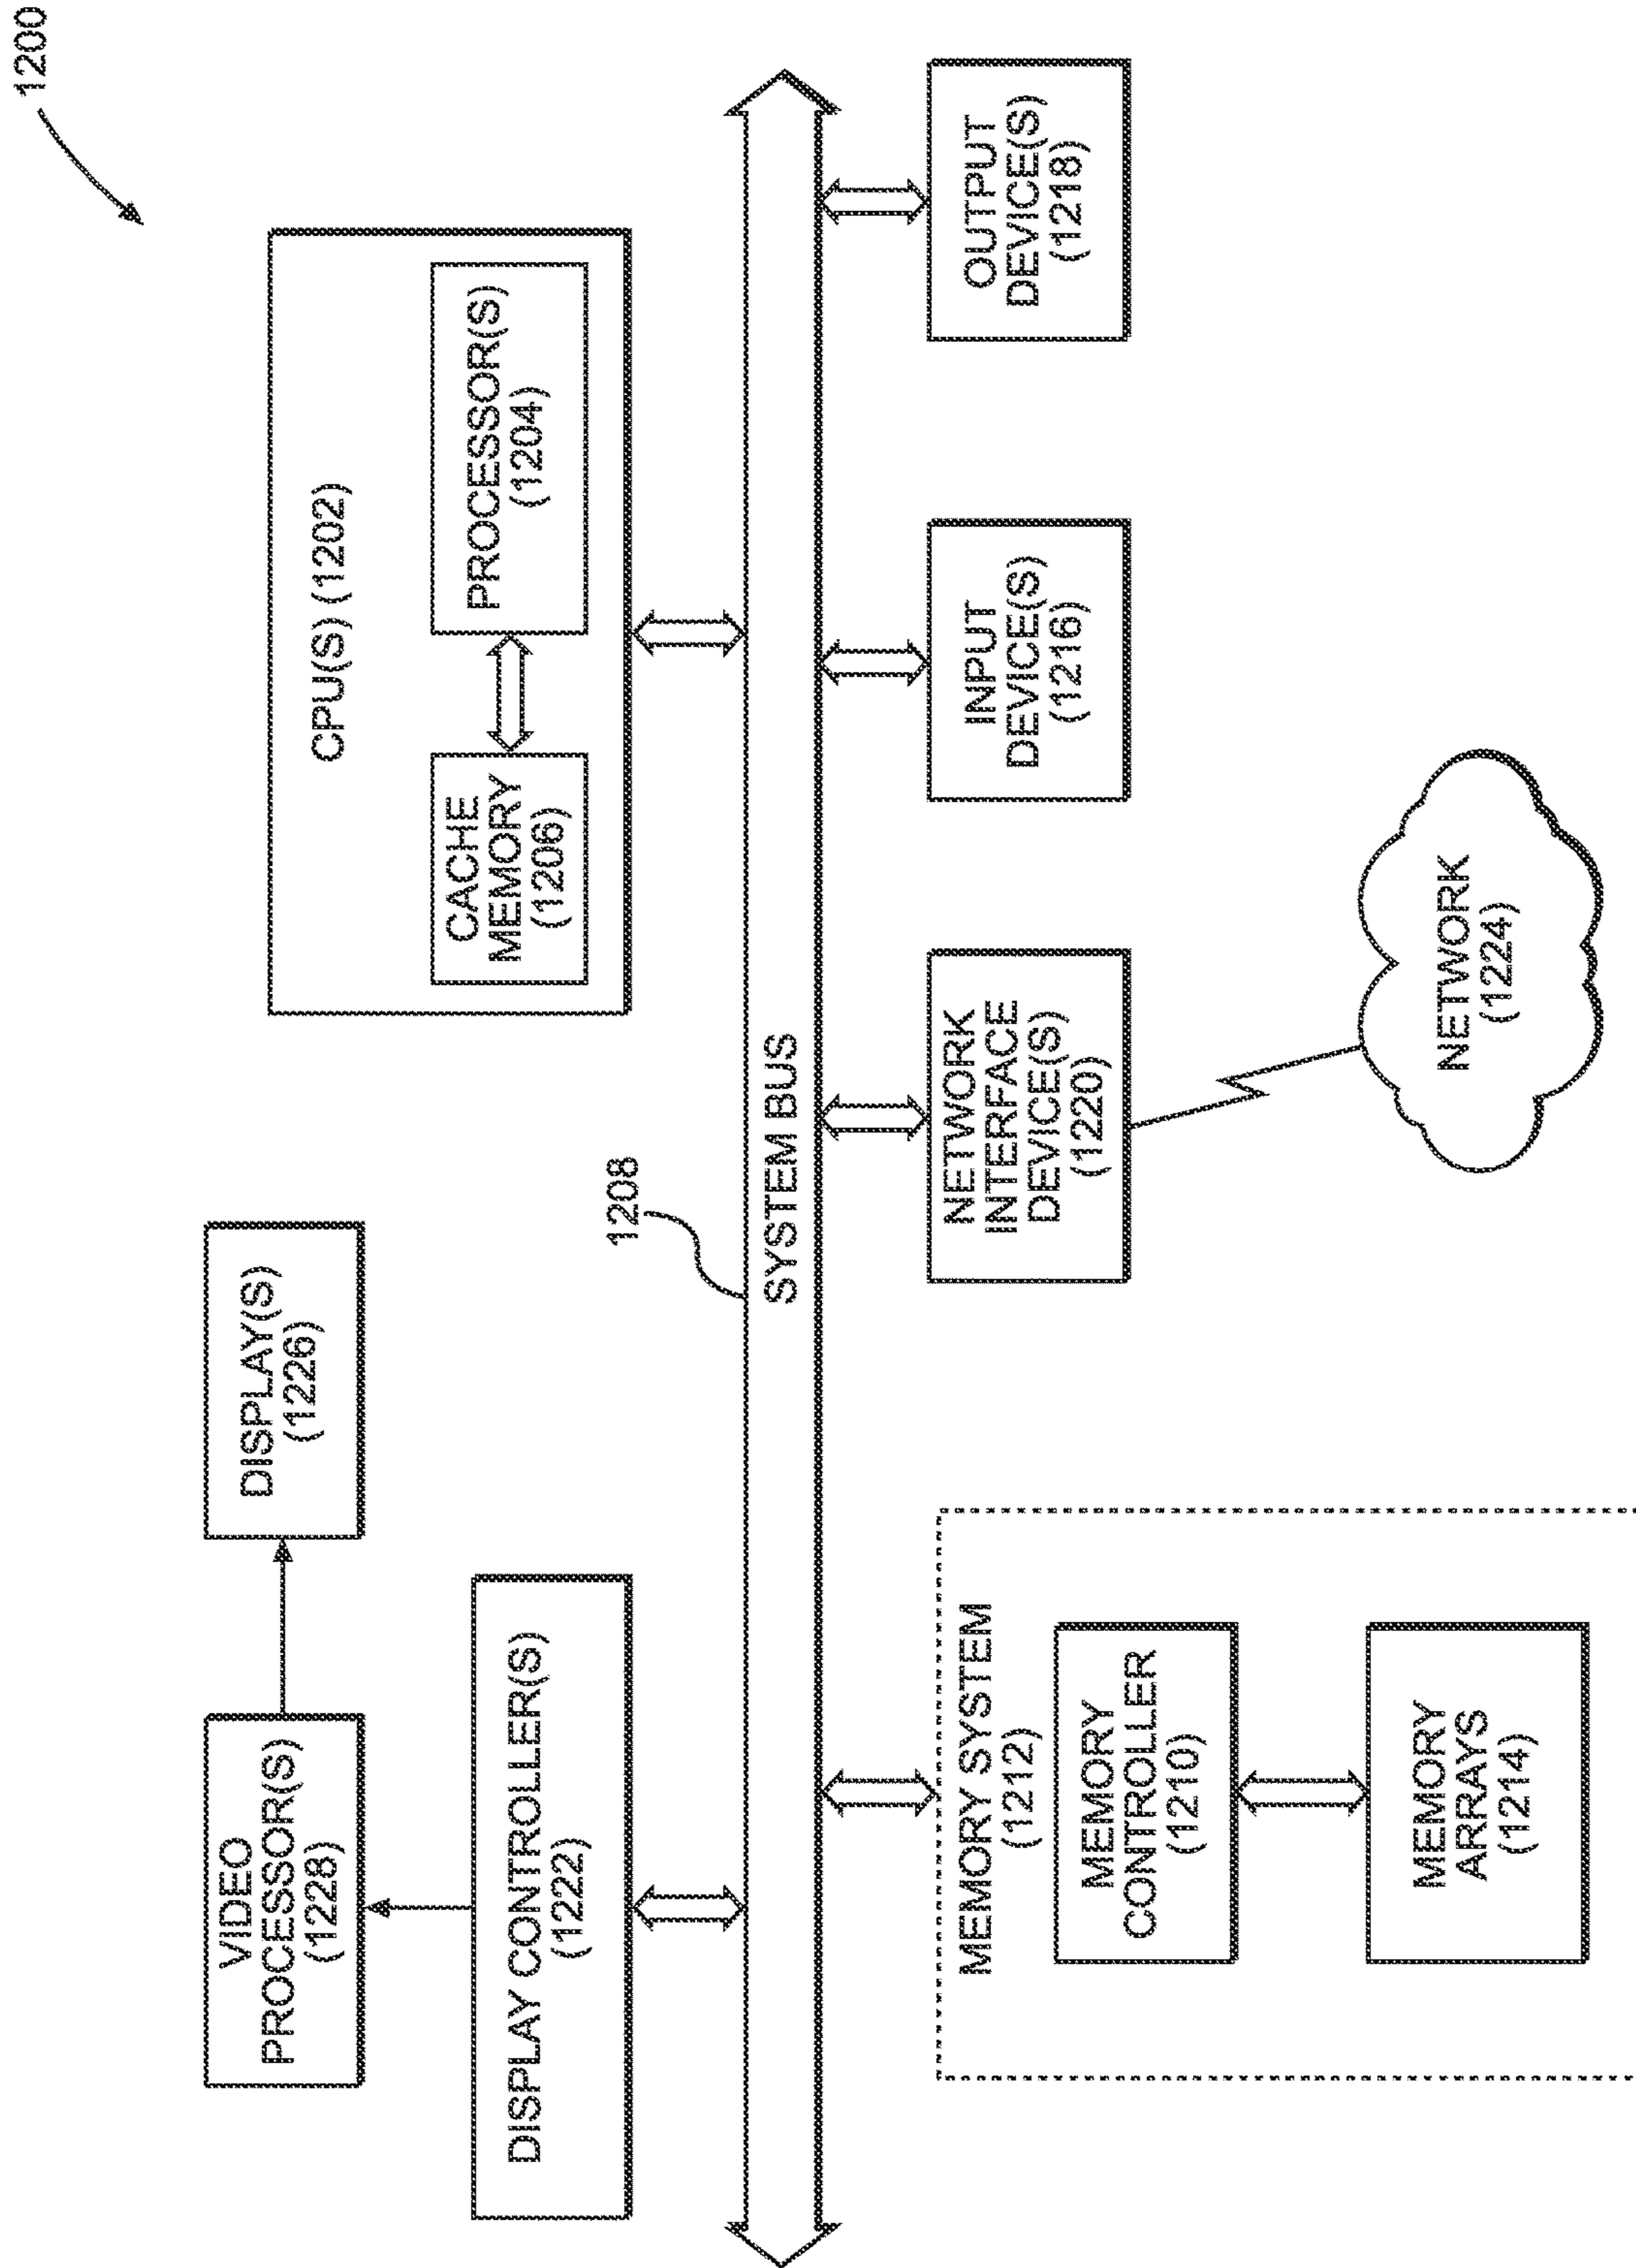 1200
CPU(S) (1202)
CACHE
MEMORY
(1206)
PROCESSOR(S)
(1204)
VIDEO
PROCESSOR(S)
(1228)
DISPLAY(S)
(1226)
DISPLAY CONTROLLER(S)
(1222)
1208
SYSTEM BUS
MEMORY SYSTEM
(1212)
MEMORY
CONTROLLER
(1210)
MEMORY
ARRAYS
(1214)
NETWORK
INTERFACE
DEVICE(S)
(1220)
INPUT
DEVICE(S)
(1216)
OUTPUT
DEVICE(S)
(1218)
NETWORK
(1224)